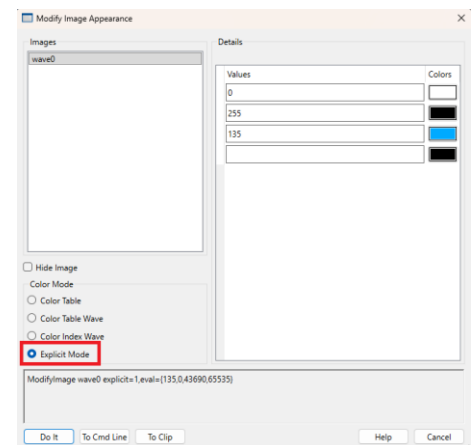 Modify Image Appearance
Images
wave0
Details
Values Colors
0
255
135
Hide Image
Color Mode
Color Table
Color Table Wave
Color Index Wave
Explicit Mode
ModifyImage wave0 explicit=1,eval={135,0,43690,65535}
Do It To Cmd Line To Clip Help Cancel